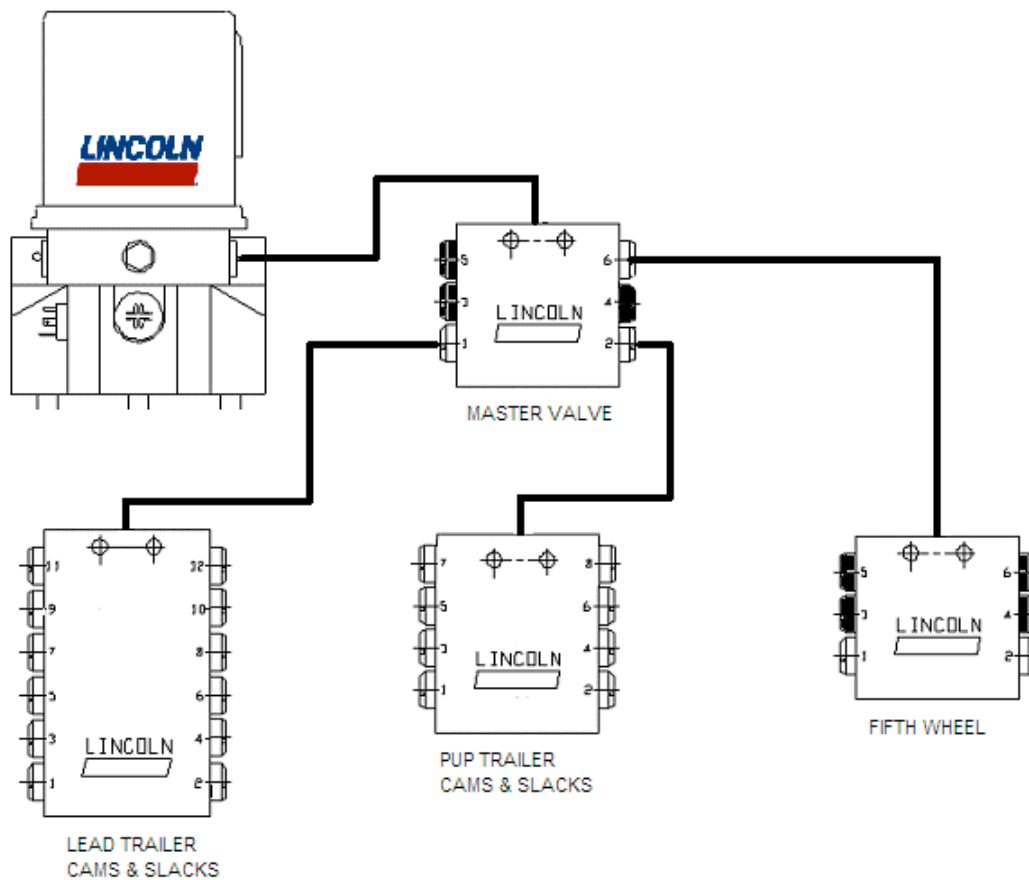 LINCOLN
5 6
3 4
LINCOLN
1 2
MASTER VALVE
11 12
9 10
7 8
5 6
3 4
LINCOLN
1 2
LEAD TRAILER
CAMS & SLACKS
7 8
5 6
3 4
LINCOLN
1 2
PUP TRAILER
CAMS & SLACKS
5 6
3 4
LINCOLN
1 2
FIFTH WHEEL